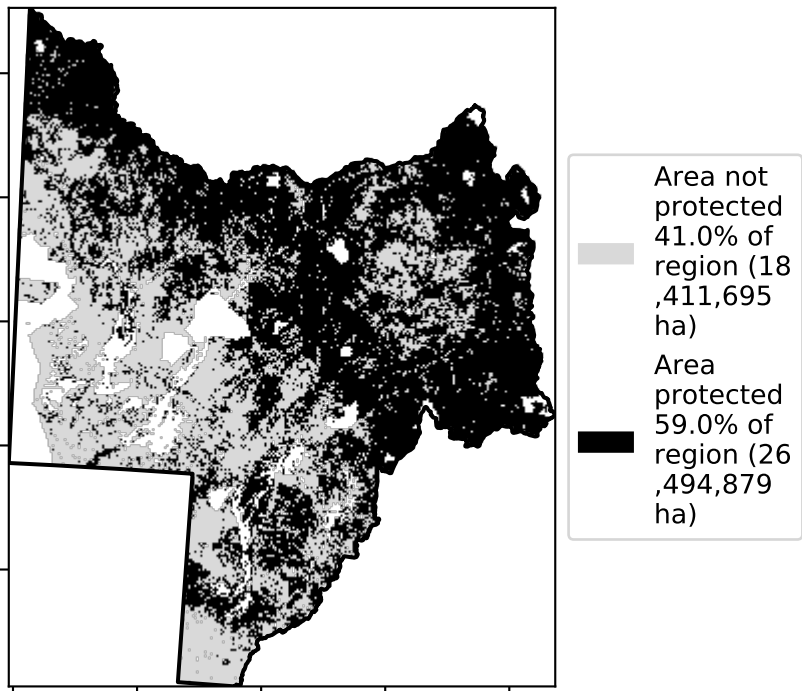 Area not
protected
41.0% of
region (18
,411,695
ha)
Area
protected
59.0% of
region (26
,494,879
ha)